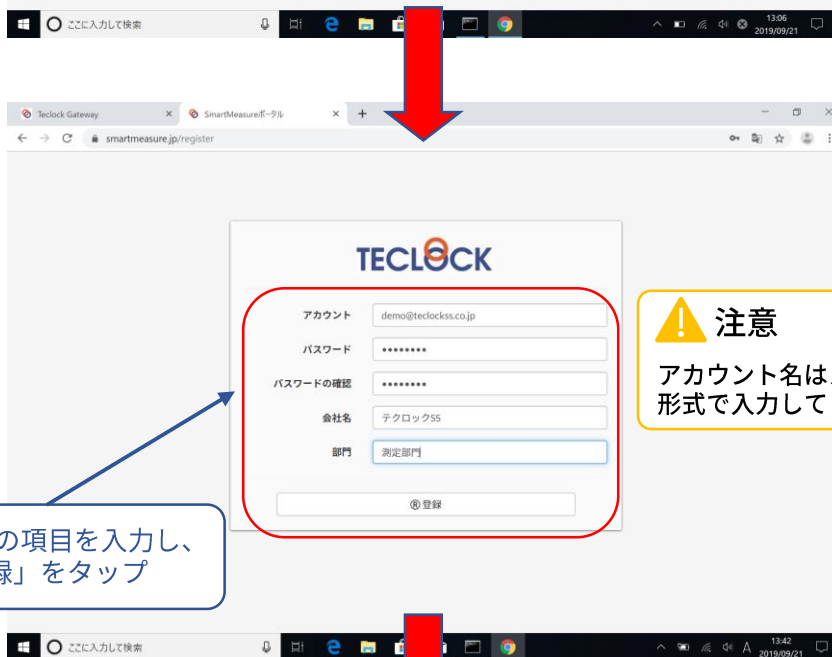 ここに入力して検索
13:06
2019/09/21
Teclock Gateway
SmartMeasureポータル
smartmeasure.jp/register
TECLOCK
アカウント
demo@teclockss.co.jp
パスワード
••••••••
パスワードの確認
••••••••
会社名
テクロックSS
部門
測定部門
®登録
注意
アカウント名は
形式で入力して
の項目を入力し、
録」をタップ
ここに入力して検索
A
13:42
2019/09/21